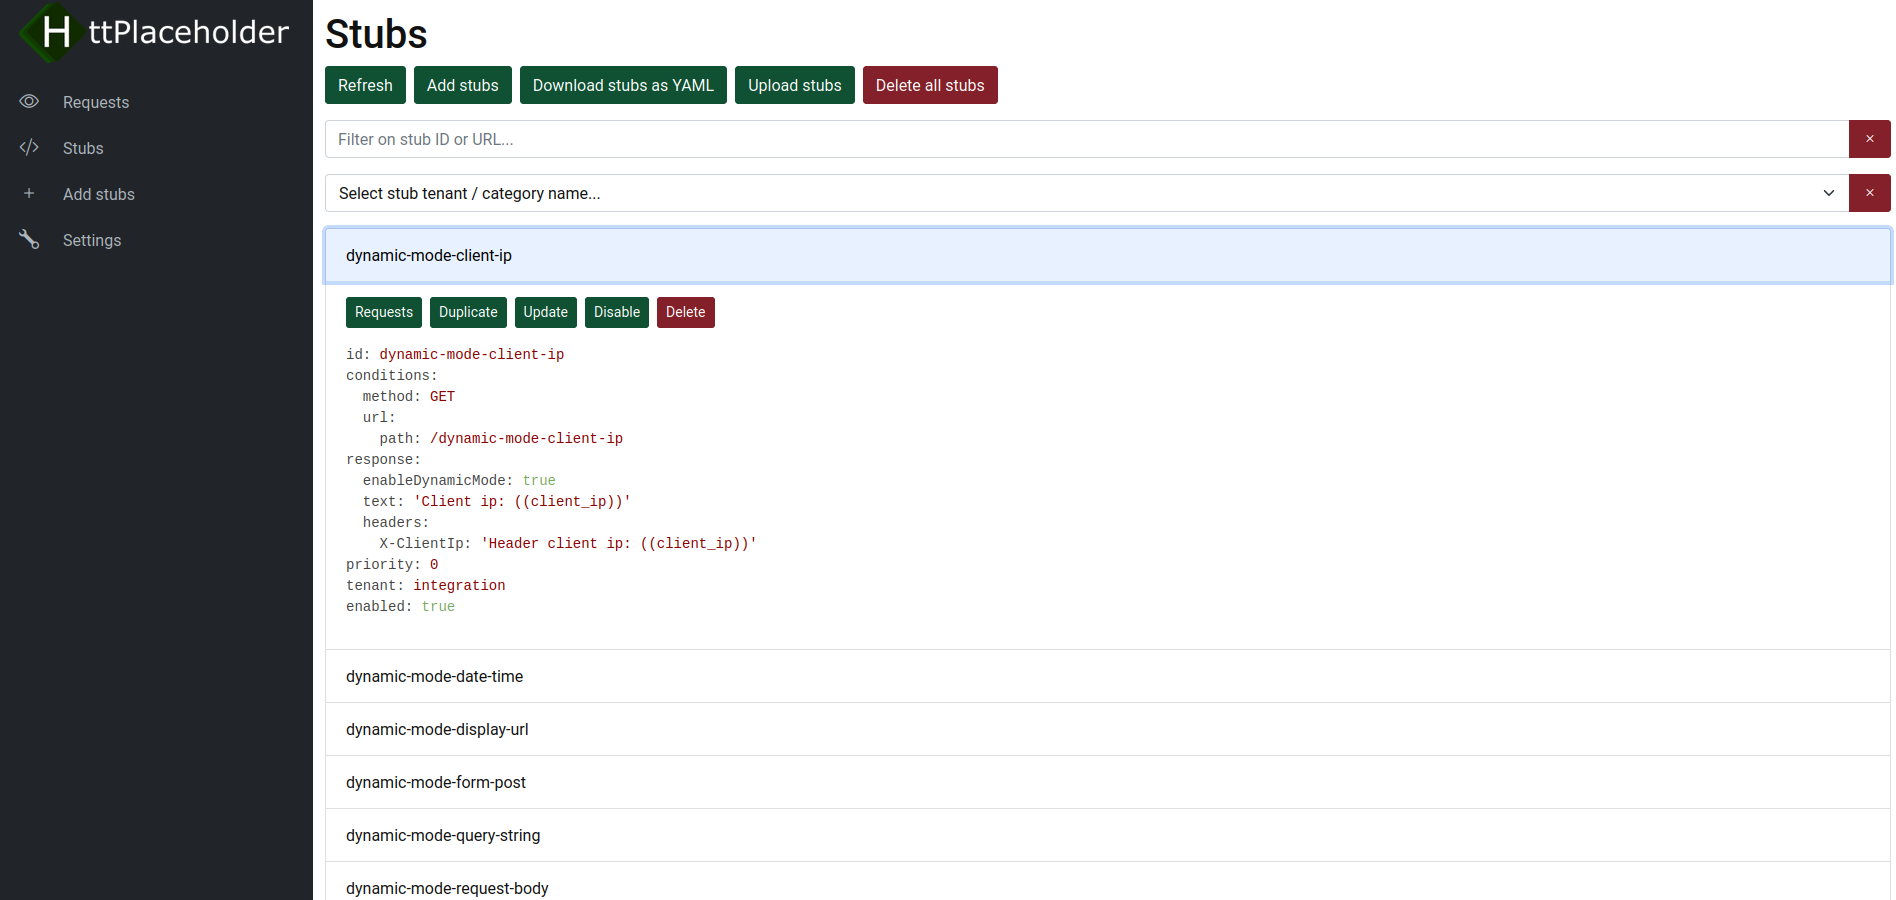 HttPlaceholder
Requests
Stubs
Add stubs
Settings
Stubs
Refresh Add stubs Download stubs as YAML Upload stubs Delete all stubs
Filter on stub ID or URL... ×
Select stub tenant / category name... ×
dynamic-mode-client-ip
Requests Duplicate Update Disable Delete
id: dynamic-mode-client-ip
conditions:
  method: GET
  url:
    path: /dynamic-mode-client-ip
response:
  enableDynamicMode: true
  text: 'Client ip: ((client_ip))'
  headers:
    X-ClientIp: 'Header client ip: ((client_ip))'
priority: 0
tenant: integration
enabled: true
dynamic-mode-date-time
dynamic-mode-display-url
dynamic-mode-form-post
dynamic-mode-query-string
dynamic-mode-request-body